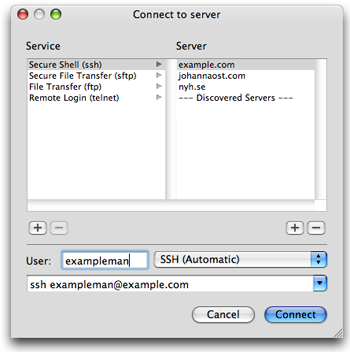 Connect to server
Service
Server
Secure Shell (ssh)
Secure File Transfer (sftp)
File Transfer (ftp)
Remote Login (telnet)
example.com
johannaost.com
nyh.se
--- Discovered Servers ---
User:
exampleman
SSH (Automatic)
ssh exampleman@example.com
Cancel
Connect